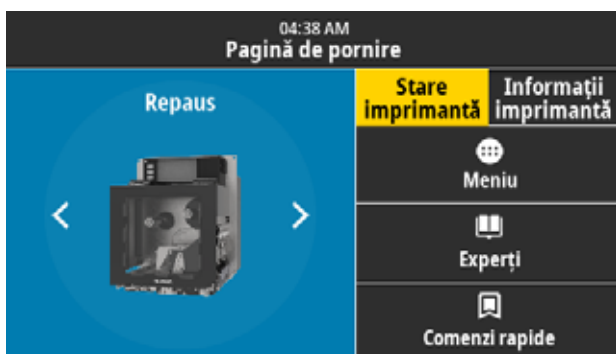 04:38 AM
Pagină de pornire
Repaus
Stare
imprimantă
Informații
imprimantă
Meniu
Experți
Comenzi rapide